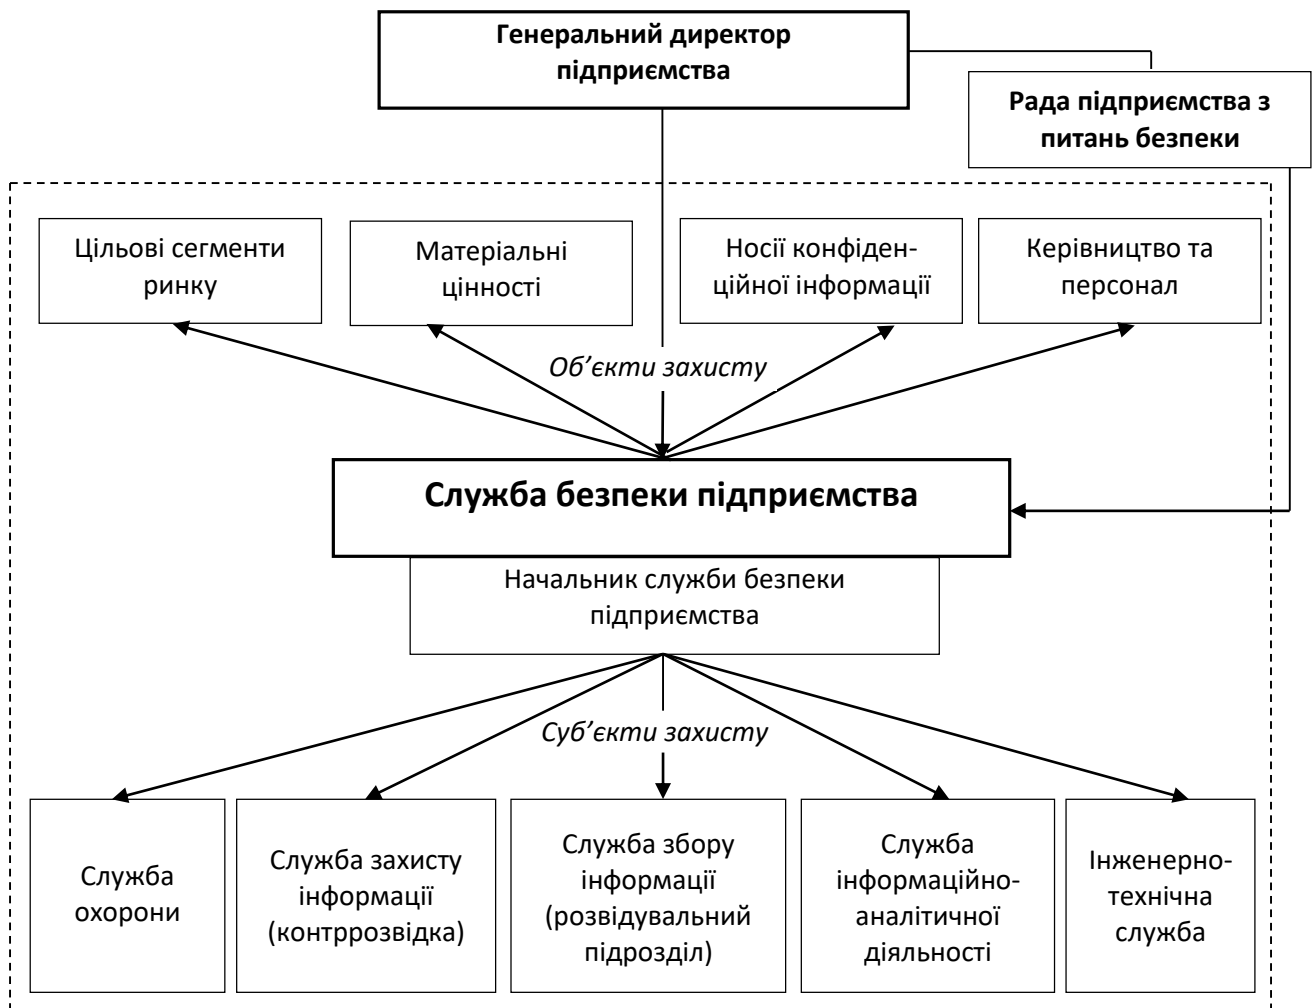 Генеральний директор
підприємства
Рада підприємства з
питань безпеки
Цільові сегменти
ринку
Матеріальні
цінності
Носії конфіден-
ційної інформації
Керівництво та
персонал
Об’єкти захисту
Служба безпеки підприємства
Начальник служби безпеки
підприємства
Суб’єкти захисту
Служба
охорони
Служба захисту
інформації
(контррозвідка)
Служба збору
інформації
(розвідувальний
підрозділ)
Служба
інформаційно-
аналітичної
діяльності
Інженерно-
технічна
служба